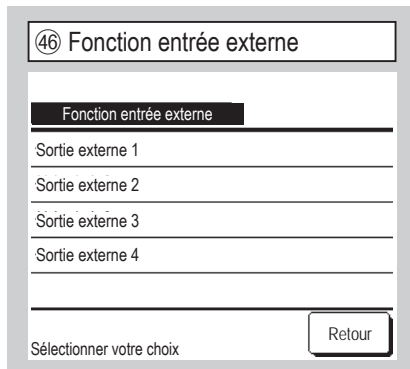 ㊻ Fonction entrée externe
Fonction entrée externe
Sortie externe 1
Sortie externe 2
Sortie externe 3
Sortie externe 4
Retour
Sélectionner votre choix